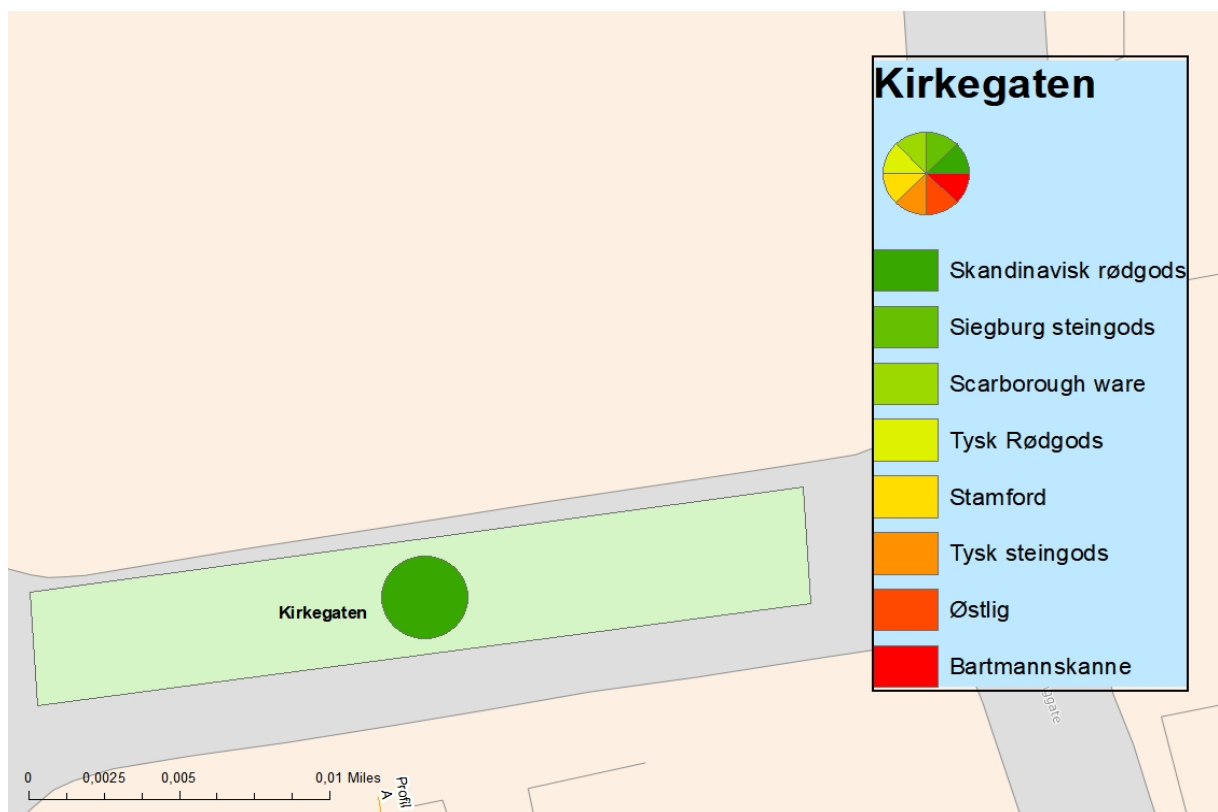 Kirkegaten
Skandinavisk rødgods
Siegburg steingods
Scarborough ware
Tysk Rødgods
Stamford
Tysk steingods
Østlig
Bartmannskanne
Kirkegaten
0 0,0025 0,005 0,01 Miles
Profil
A